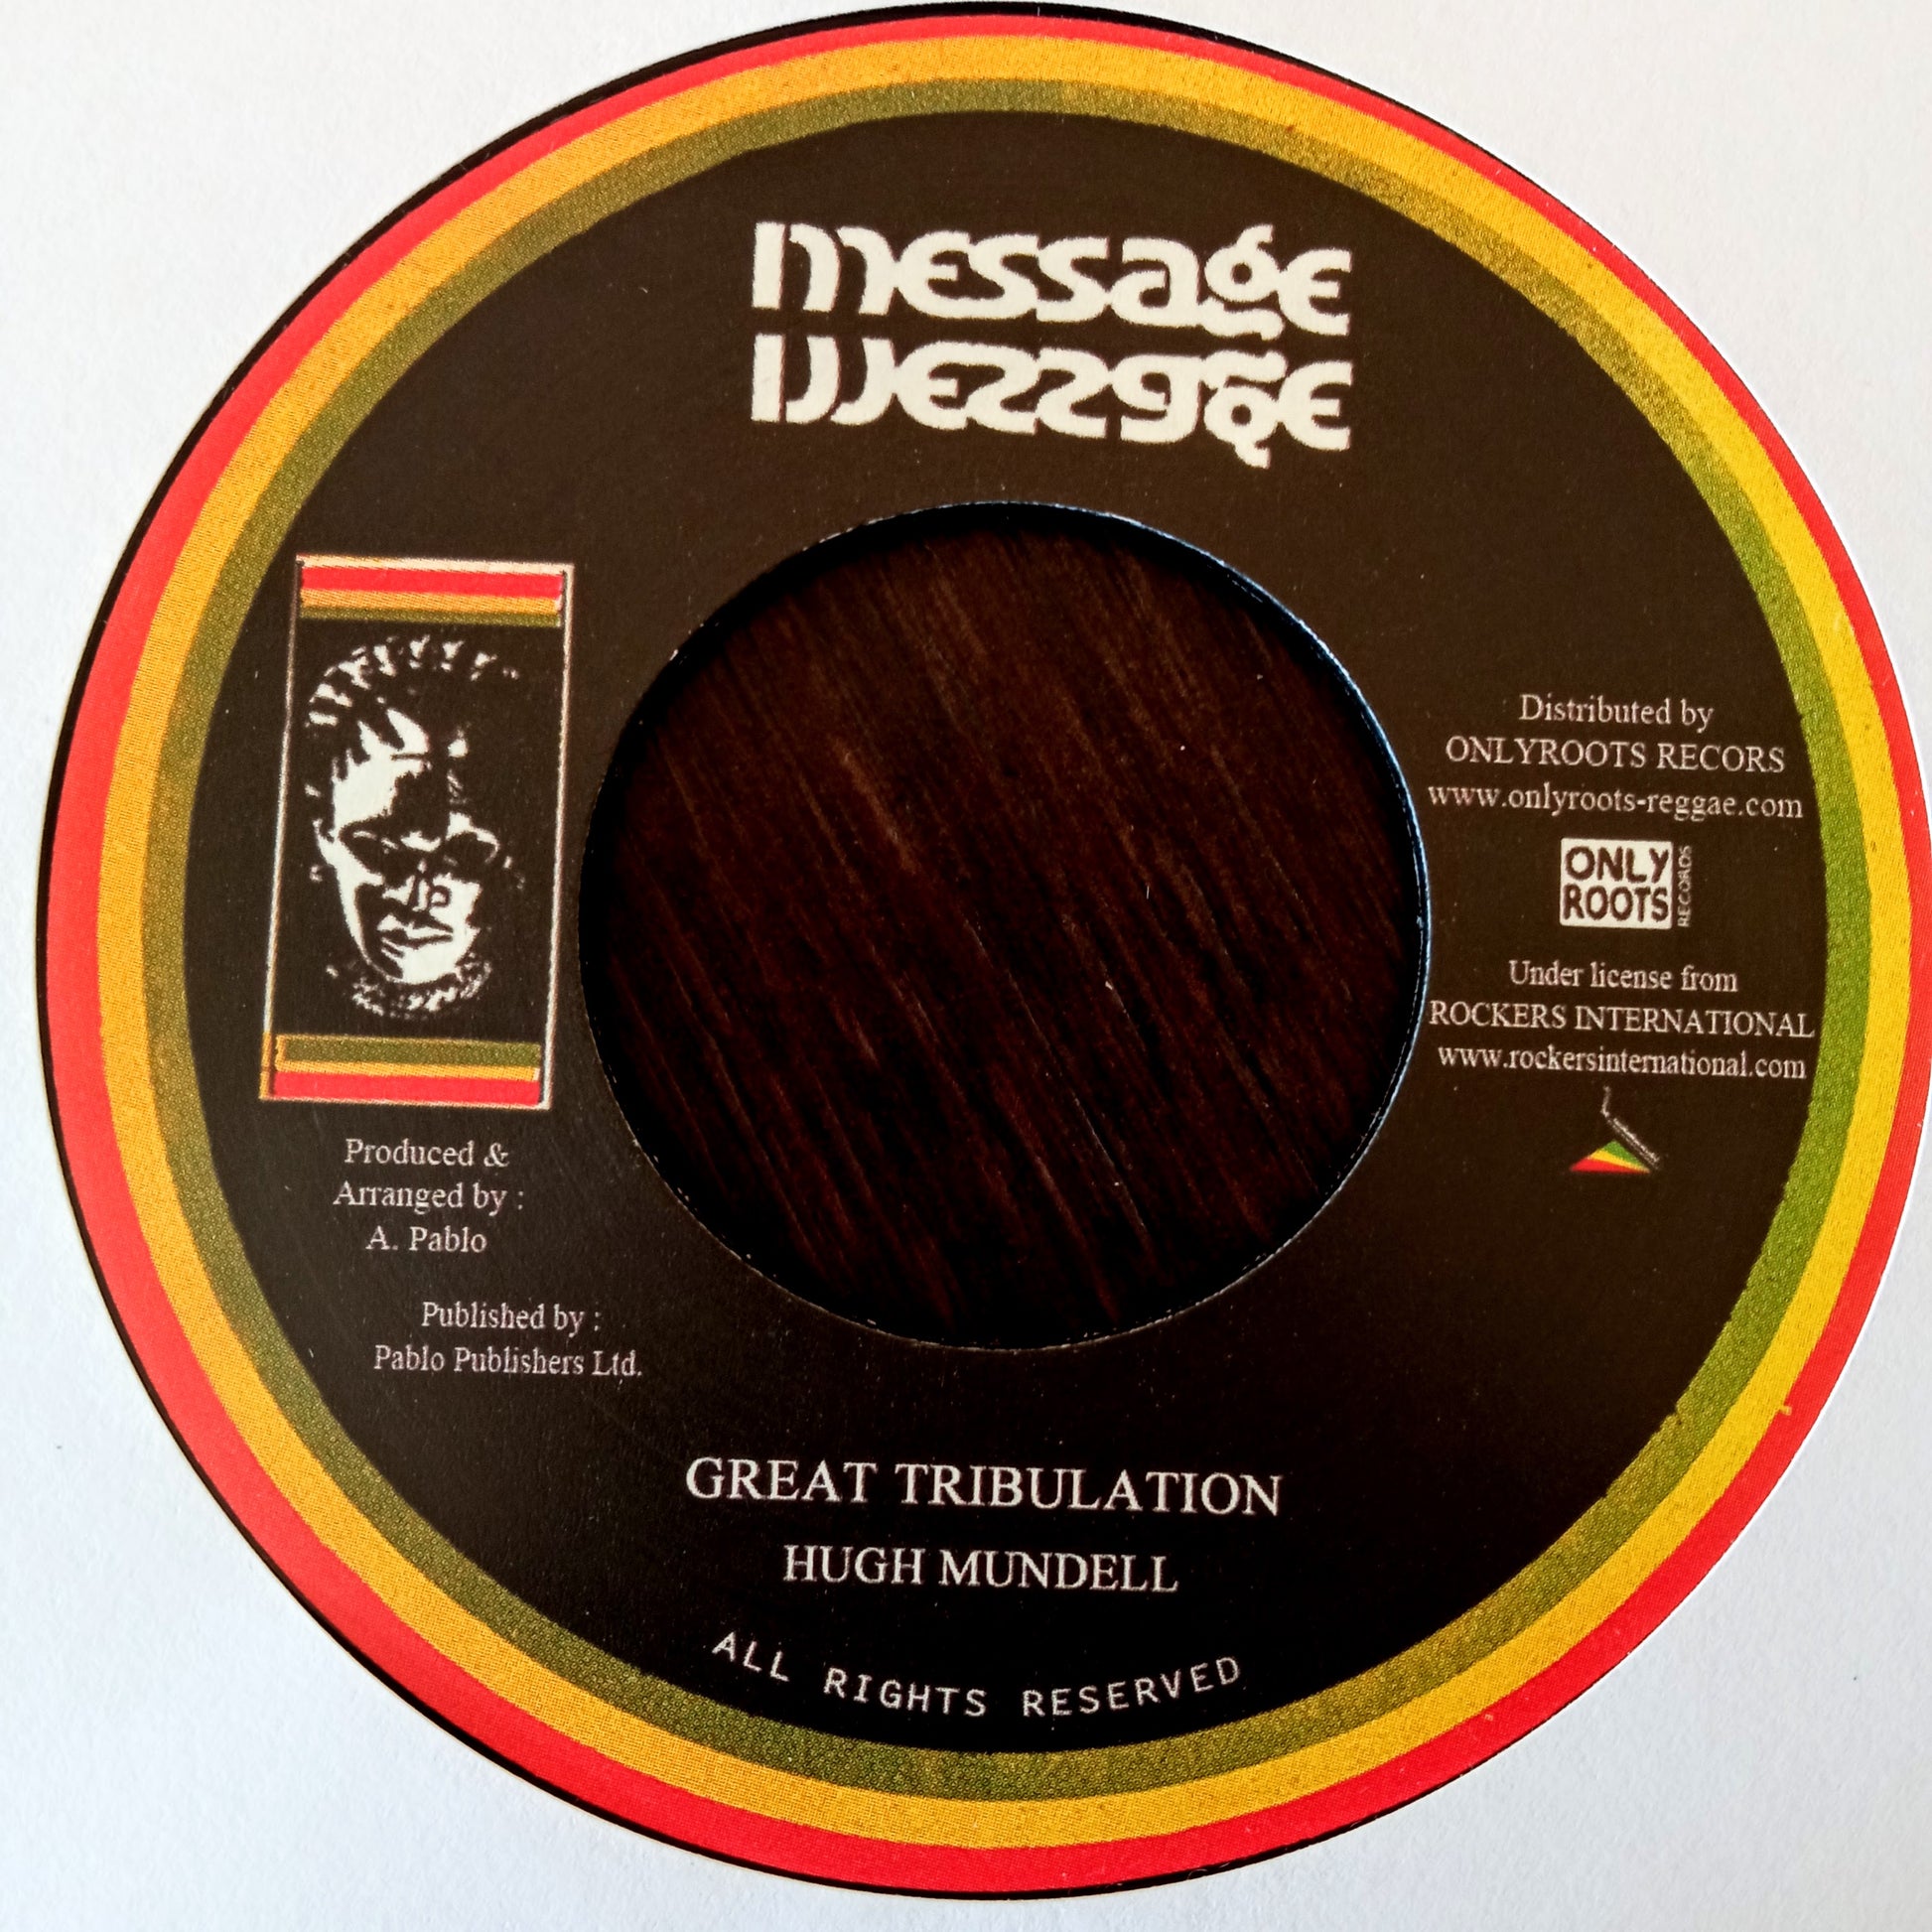 message
message
Produced &
Arranged by :
A. Pablo
Published by :
Pablo Publishers Ltd.
Distributed by
ONLYROOTS RECORS
www.onlyroots-reggae.com
ONLY
ROOTS
RECORDS
Under license from
ROCKERS INTERNATIONAL
www.rockersinternational.com
GREAT TRIBULATION
HUGH MUNDELL
ALL RIGHTS RESERVED